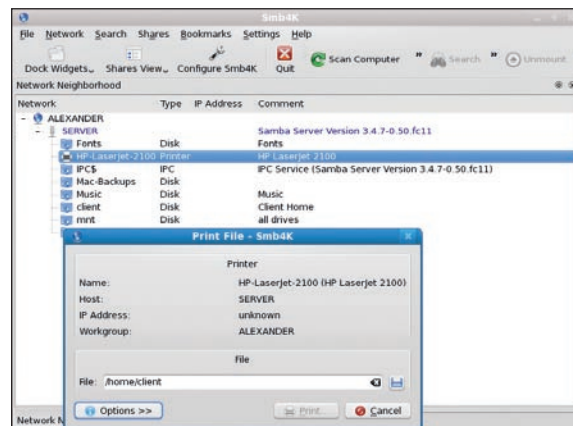 Smb4K
File Network Search Shares Bookmarks Settings Help
Dock Widgets Shares View Configure Smb4K Quit Scan Computer » Search » Unmount
Network Neighborhood
Network Type IP Address Comment
ALEXANDER
SERVER Samba Server Version 3.4.7-0.50.fc11
Fonts Disk Fonts
HP-Laserjet-2100 Printer HP Laserjet 2100
IPC$ IPC IPC Service (Samba Server Version 3.4.7-0.50.fc11)
Mac-Backups Disk
Music Disk Music
client Disk Client Home
mnt Disk all drives
Print File - Smb4K
Printer
Name: HP-Laserjet-2100 (HP Laserjet 2100)
Host: SERVER
IP Address: unknown
Workgroup: ALEXANDER
File
File: /home/client
Options >> Print... Cancel
Network N